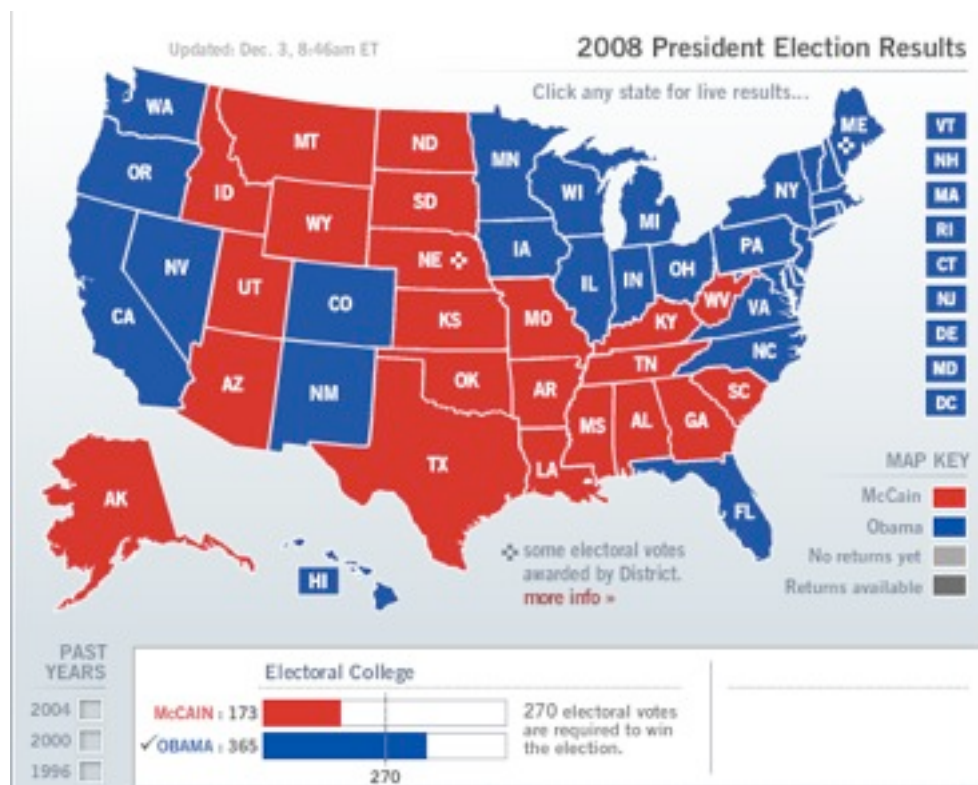 Updated: Dec. 3, 8:46am ET
2008 President Election Results
Click any state for live results...
WA
MT
ND
MN
ME
VT
OR
ID
SD
WI
NY
NH
WY
MI
MA
NE
IA
PA
RI
NV
UT
CO
IL
IN
OH
CT
CA
KS
MO
KY
WV
VA
NJ
AZ
NM
OK
AR
TN
NC
DE
MD
MS
AL
GA
SC
DC
TX
LA
FL
AK
HI
MAP KEY
McCain
Obama
No returns yet
Returns available
some electoral votes
awarded by District.
more info »
PAST
YEARS
2004
2000
1996
Electoral College
McCAIN : 173
✓OBAMA : 365
270
270 electoral votes
are required to win
the election.